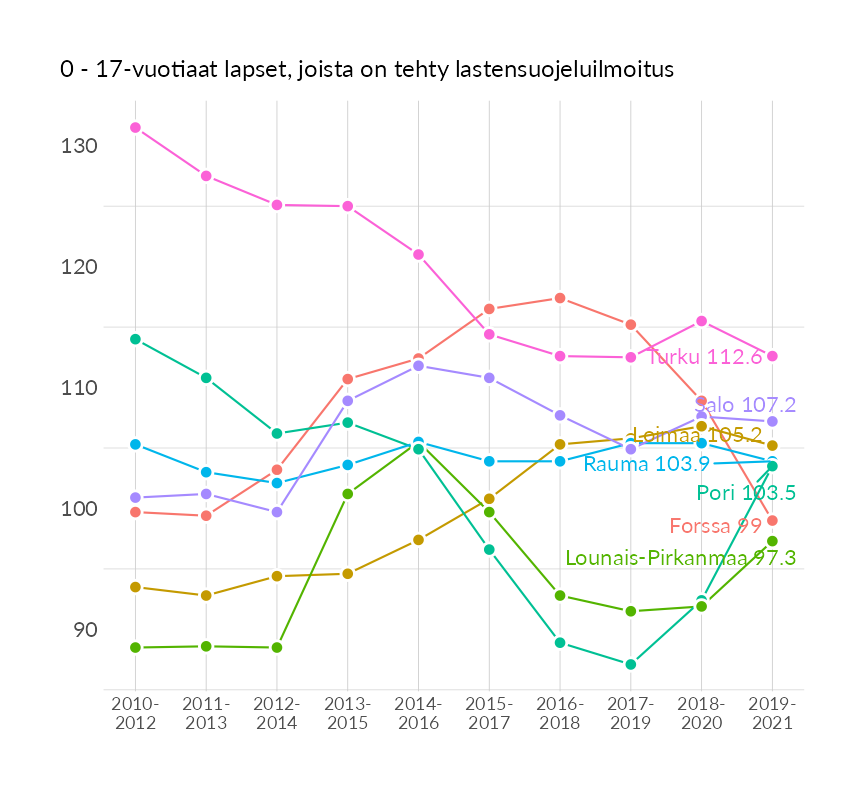 0 - 17-vuotiaat lapset, joista on tehty lastensuojeluilmoitus
130
120
110
100
90
Turku 112.6
Salo 107.2
Loimaa 105.2
Rauma 103.9
Pori 103.5
Forssa 99
Lounais-Pirkanmaa 97.3
2010- 2011- 2012- 2013- 2014- 2015- 2016- 2017- 2018- 2019-
2012 2013 2014 2015 2016 2017 2018 2019 2020 2021